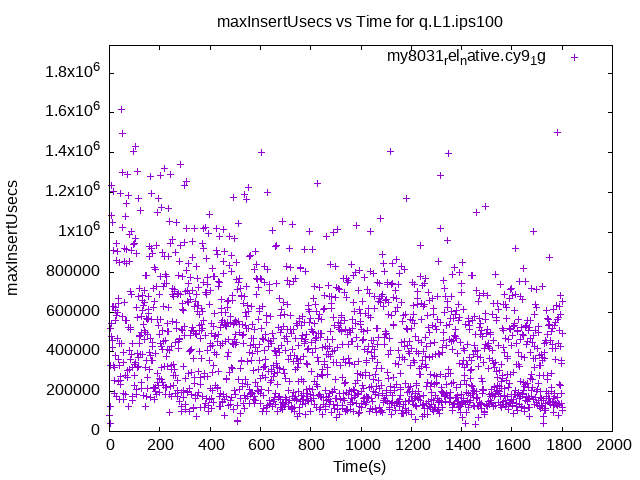 maxInsertUsecs vs Time for q.L1.ips100
my8031_rel_native.cy9_1g
1.8x10^6
1.6x10^6
1.4x10^6
1.2x10^6
1x10^6
800000
600000
400000
200000
0
maxInsertUsecs
0 200 400 600 800 1000 1200 1400 1600 1800 2000
Time(s)